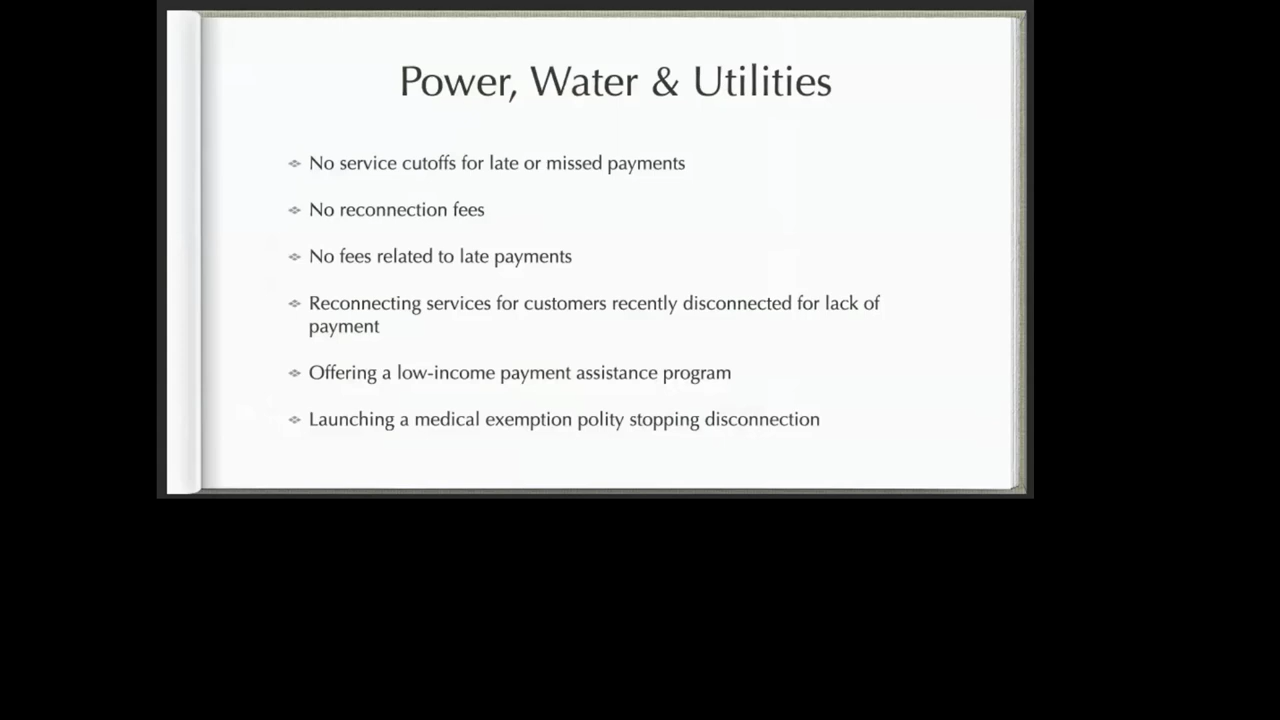 Power, Water & Utilities
No service cutoffs for late or missed payments
No reconnection fees
No fees related to late payments
Reconnecting services for customers recently disconnected for lack of
payment
Offering a low-income payment assistance program
Launching a medical exemption polity stopping disconnection